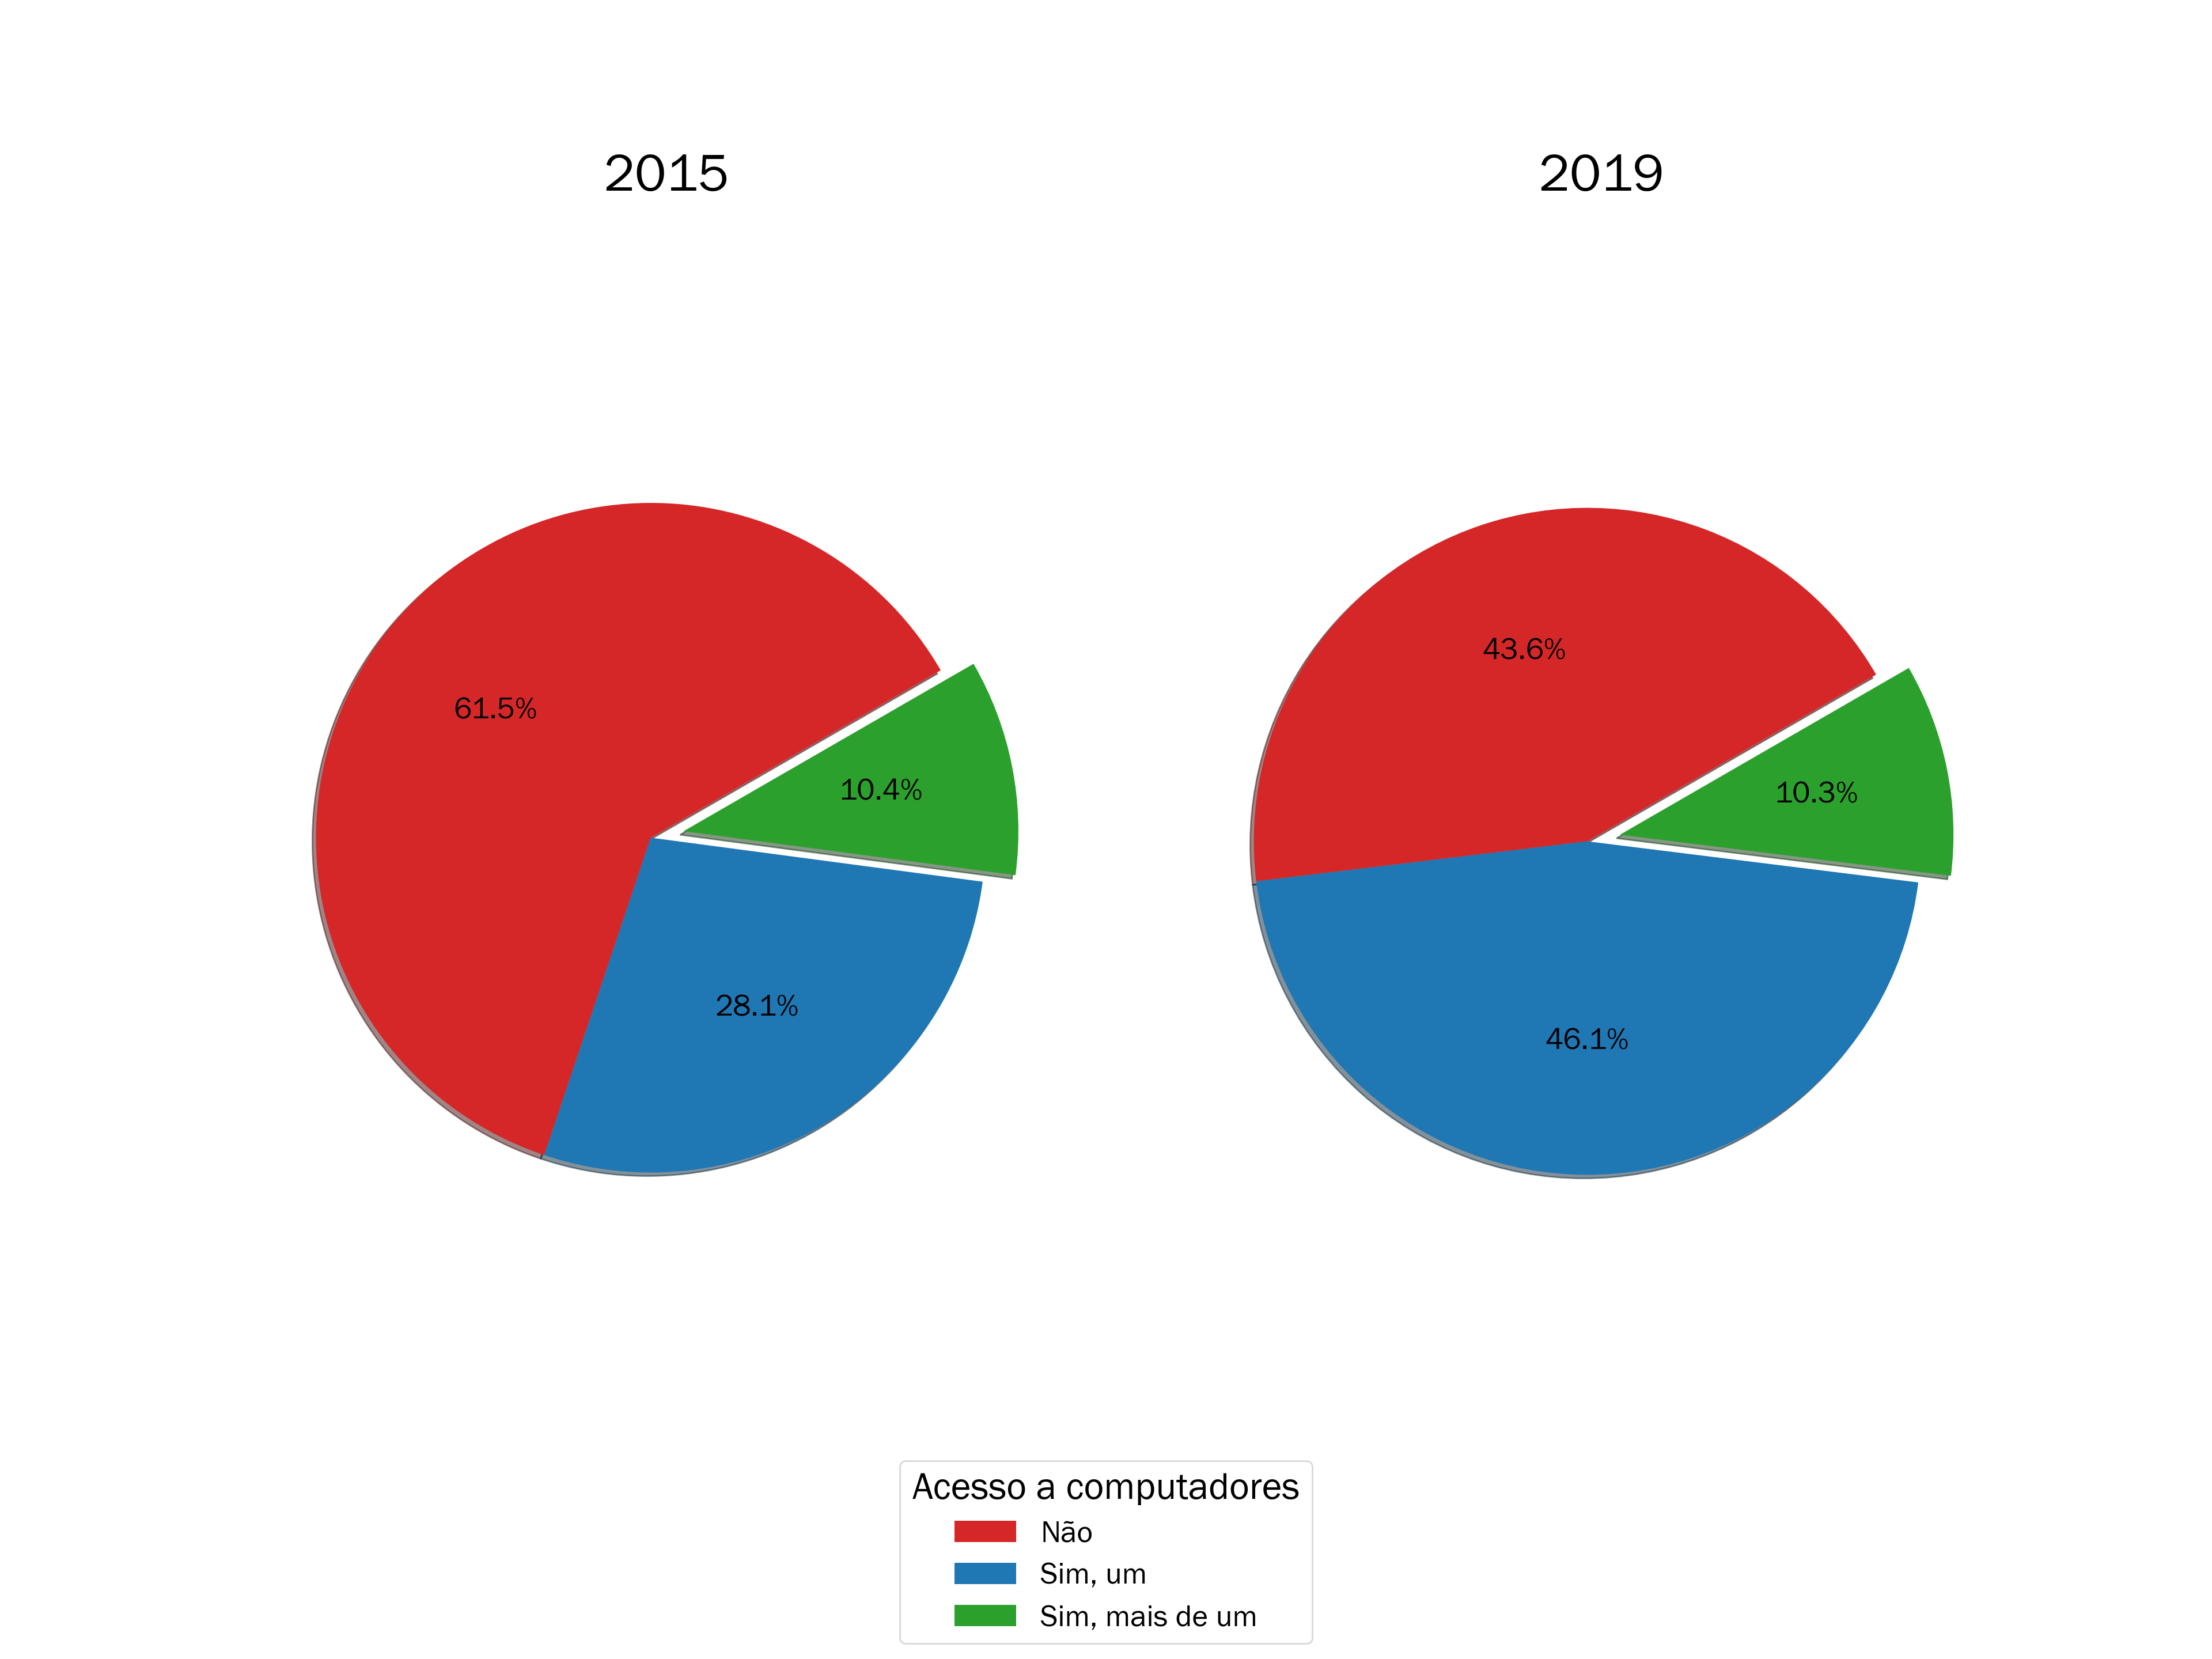 2015
2019
61.5%
10.4%
28.1%
43.6%
10.3%
46.1%
Acesso a computadores
Não
Sim, um
Sim, mais de um